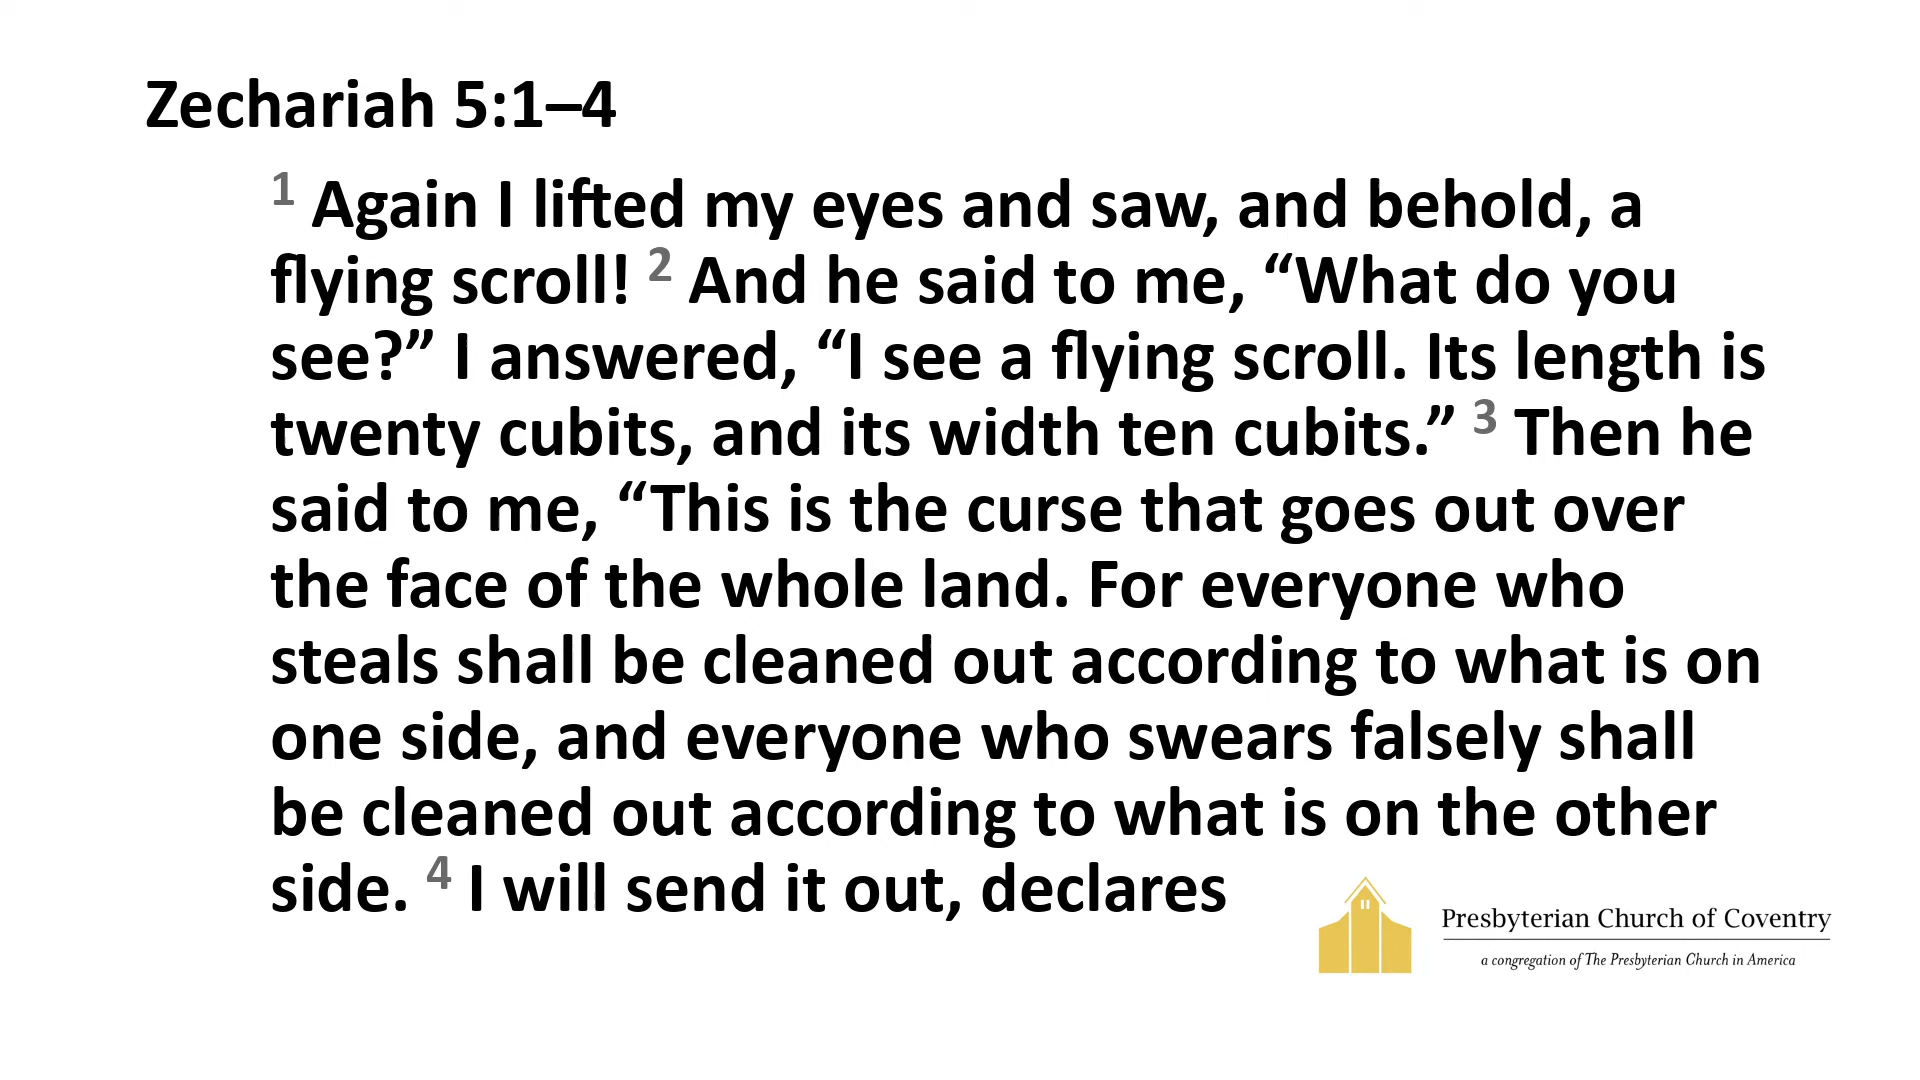 Zechariah 5:1–4
1 Again I lifted my eyes and saw, and behold, a
flying scroll! 2 And he said to me, “What do you
see?” I answered, “I see a flying scroll. Its length is
twenty cubits, and its width ten cubits.” 3 Then he
said to me, “This is the curse that goes out over
the face of the whole land. For everyone who
steals shall be cleaned out according to what is on
one side, and everyone who swears falsely shall
be cleaned out according to what is on the other
side. 4 I will send it out, declares
Presbyterian Church of Coventry
a congregation of The Presbyterian Church in America